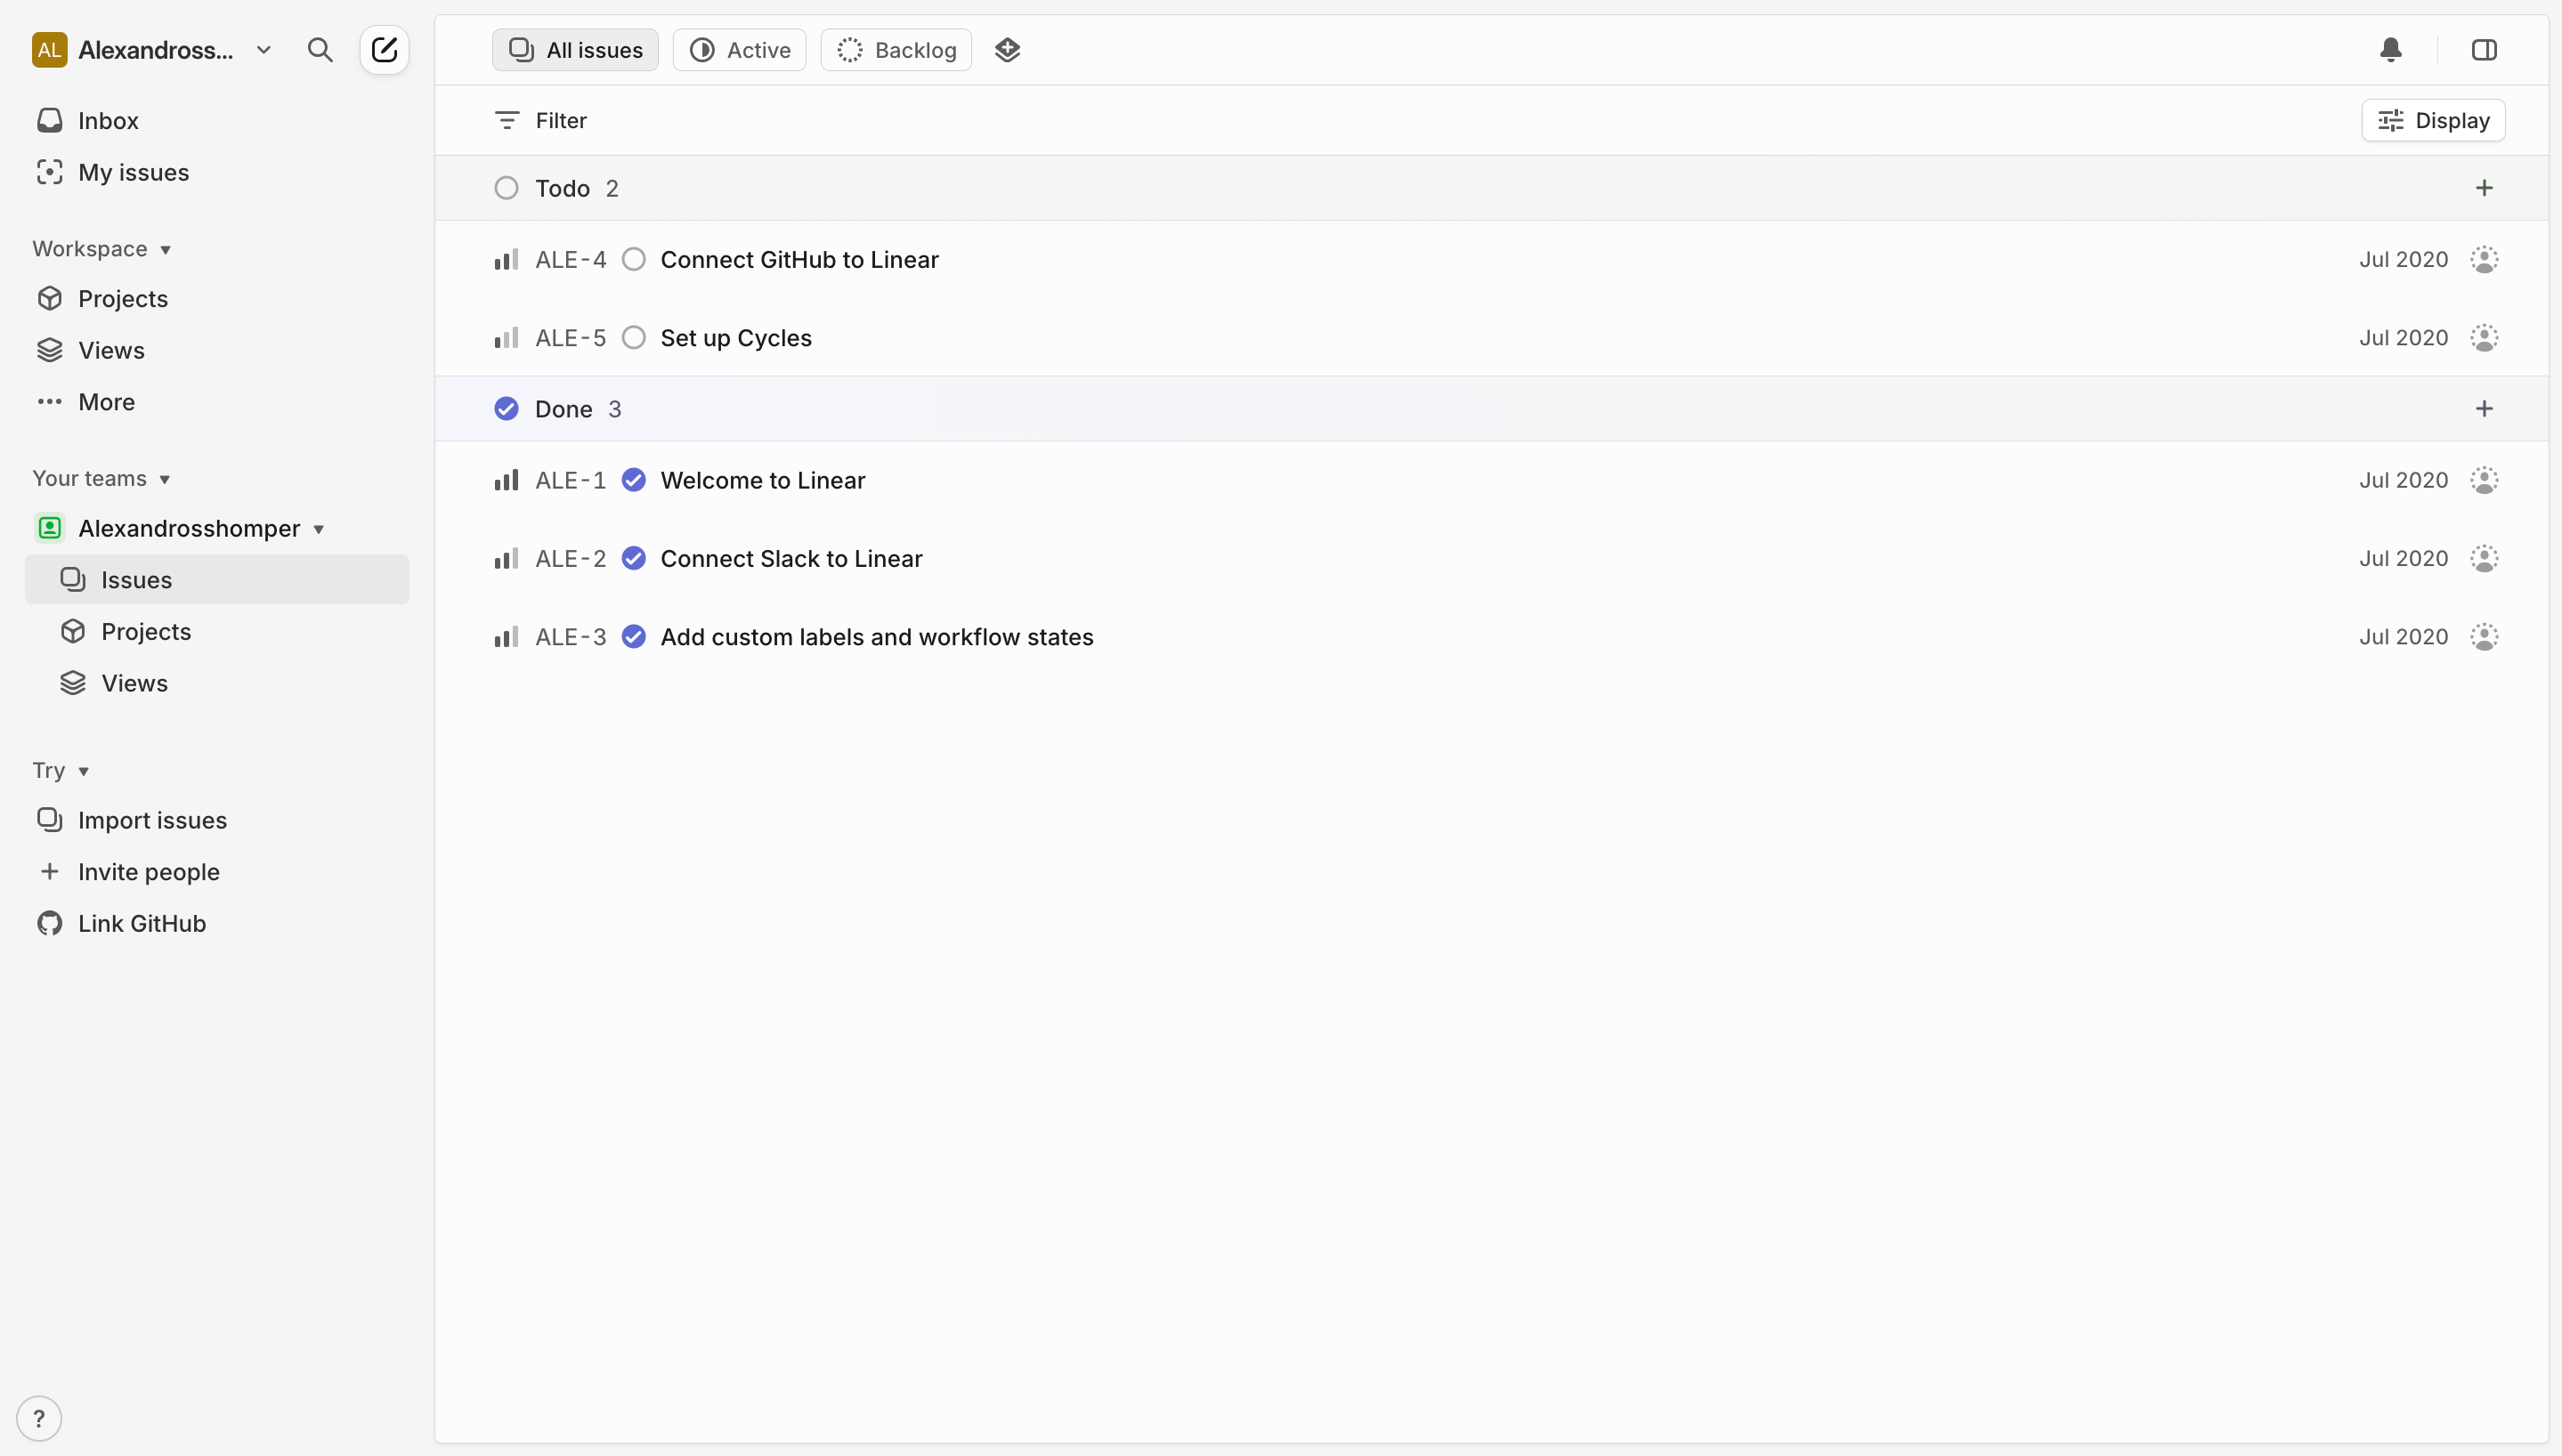 AL Alexandross...
Inbox
My issues
Workspace
Projects
Views
More
Your teams
Alexandrosshomper
Issues
Projects
Views
Try
Import issues
Invite people
Link GitHub
?
All issues Active Backlog
Filter Display
Todo 2
ALE-4 Connect GitHub to Linear Jul 2020
ALE-5 Set up Cycles Jul 2020
Done 3
ALE-1 Welcome to Linear Jul 2020
ALE-2 Connect Slack to Linear Jul 2020
ALE-3 Add custom labels and workflow states Jul 2020